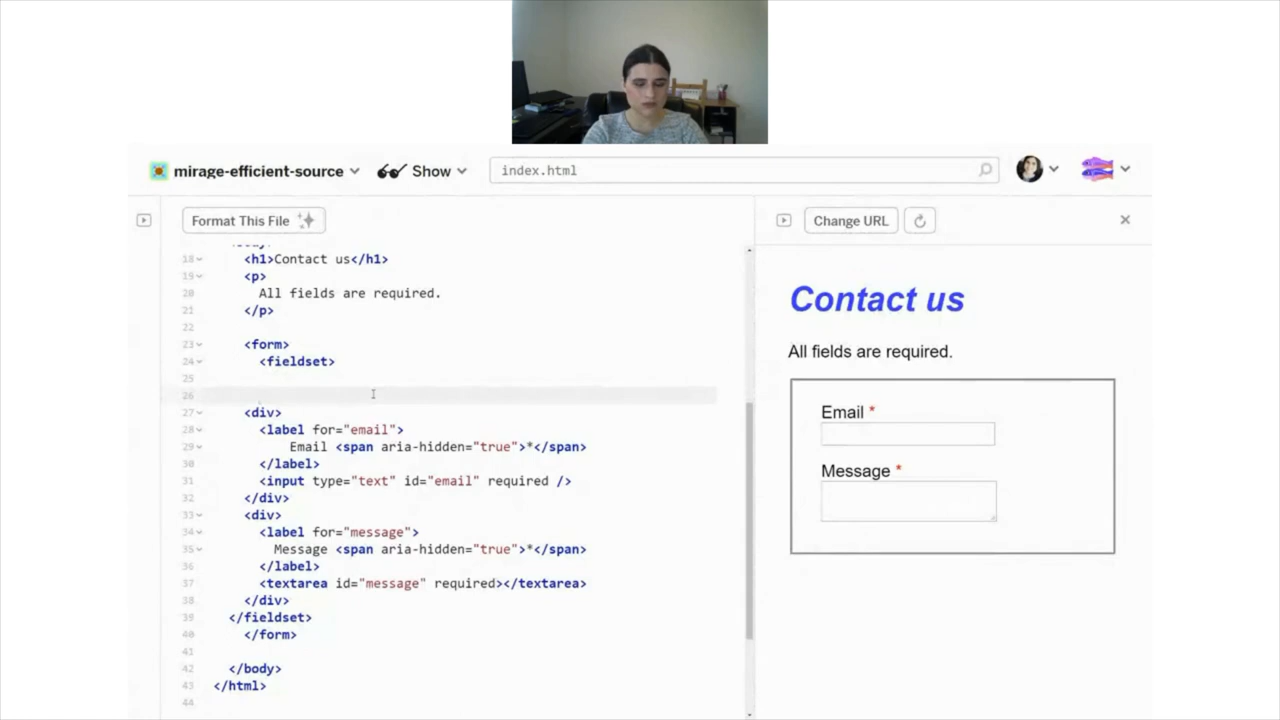 mirage-efficient-source
Show
index.html
Format This File
Change URL
18 <h1>Contact us</h1>
19 <p>
20 All fields are required.
21 </p>
22
23 <form>
24 <fieldset>
25
26
27 <div>
28 <label for="email">
29 Email <span aria-hidden="true">*</span>
30 </label>
31 <input type="text" id="email" required />
32 </div>
33 <div>
34 <label for="message">
35 Message <span aria-hidden="true">*</span>
36 </label>
37 <textarea id="message" required></textarea>
38 </div>
39 </fieldset>
40 </form>
41
42 </body>
43 </html>
44
Contact us
All fields are required.
Email *
Message *